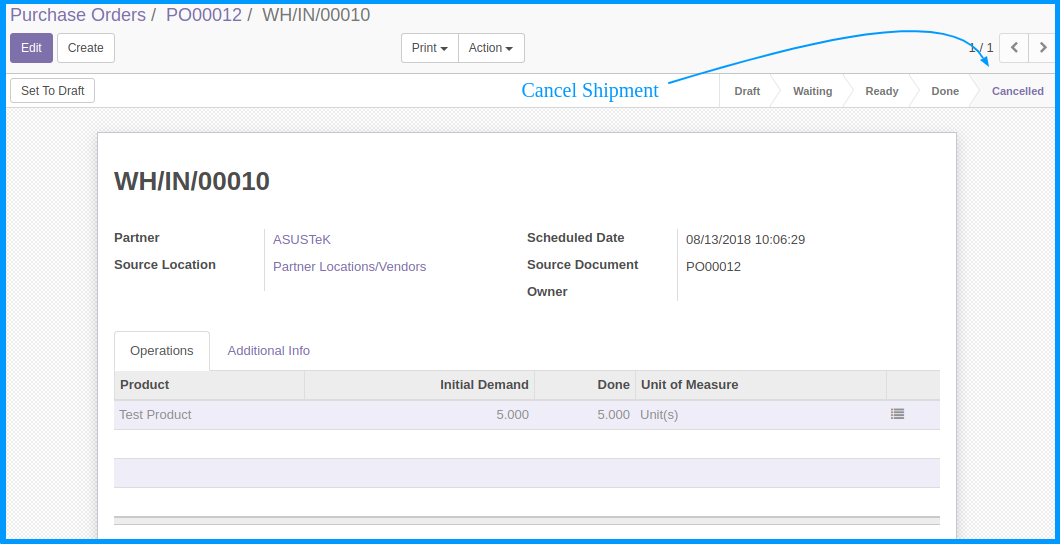 Purchase Orders / PO00012 / WH/IN/00010
Edit Create Print Action 1 / 1
Set To Draft Cancel Shipment Draft Waiting Ready Done Cancelled
WH/IN/00010
Partner ASUSTeK Scheduled Date 08/13/2018 10:06:29
Source Location Partner Locations/Vendors Source Document PO00012
Owner
Operations Additional Info
Product Initial Demand Done Unit of Measure
Test Product 5.000 5.000 Unit(s)